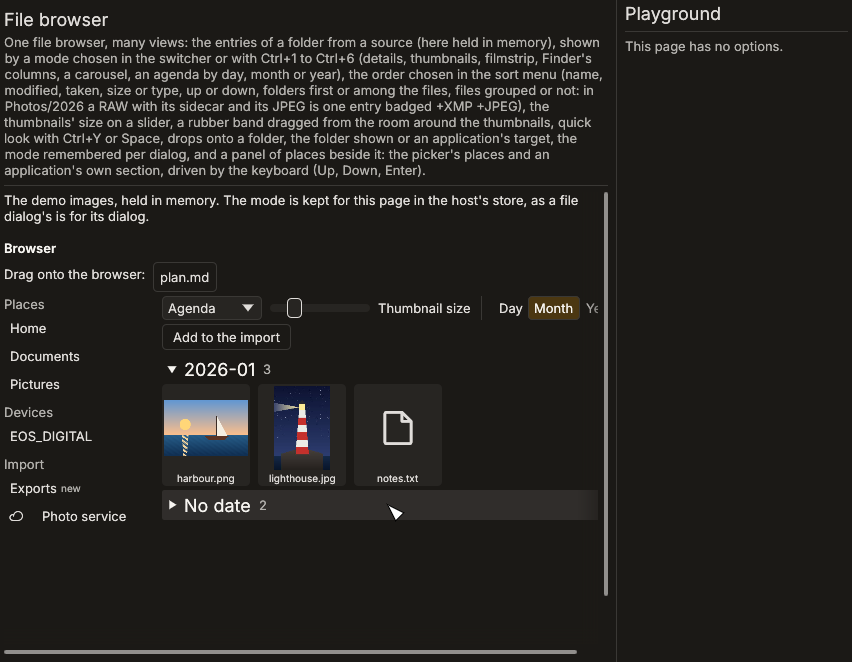 File browser
One file browser, many views: the entries of a folder from a source (here held in memory), shown
by a mode chosen in the switcher or with Ctrl+1 to Ctrl+6 (details, thumbnails, filmstrip, Finder's
columns, a carousel, an agenda by day, month or year), the order chosen in the sort menu (name,
modified, taken, size or type, up or down, folders first or among the files, files grouped or not: in
Photos/2026 a RAW with its sidecar and its JPEG is one entry badged +XMP +JPEG), the
thumbnails' size on a slider, a rubber band dragged from the room around the thumbnails, quick
look with Ctrl+Y or Space, drops onto a folder, the folder shown or an application's target, the
mode remembered per dialog, and a panel of places beside it: the picker's places and an
application's own section, driven by the keyboard (Up, Down, Enter).
The demo images, held in memory. The mode is kept for this page in the host's store, as a file
dialog's is for its dialog.
Browser
Drag onto the browser: plan.md
Places
Home
Documents
Pictures
Devices
EOS_DIGITAL
Import
Exports new
Photo service
Agenda Thumbnail size Day Month
Add to the import
2026-01 3
harbour.png lighthouse.jpg notes.txt
No date 2
Playground
This page has no options.